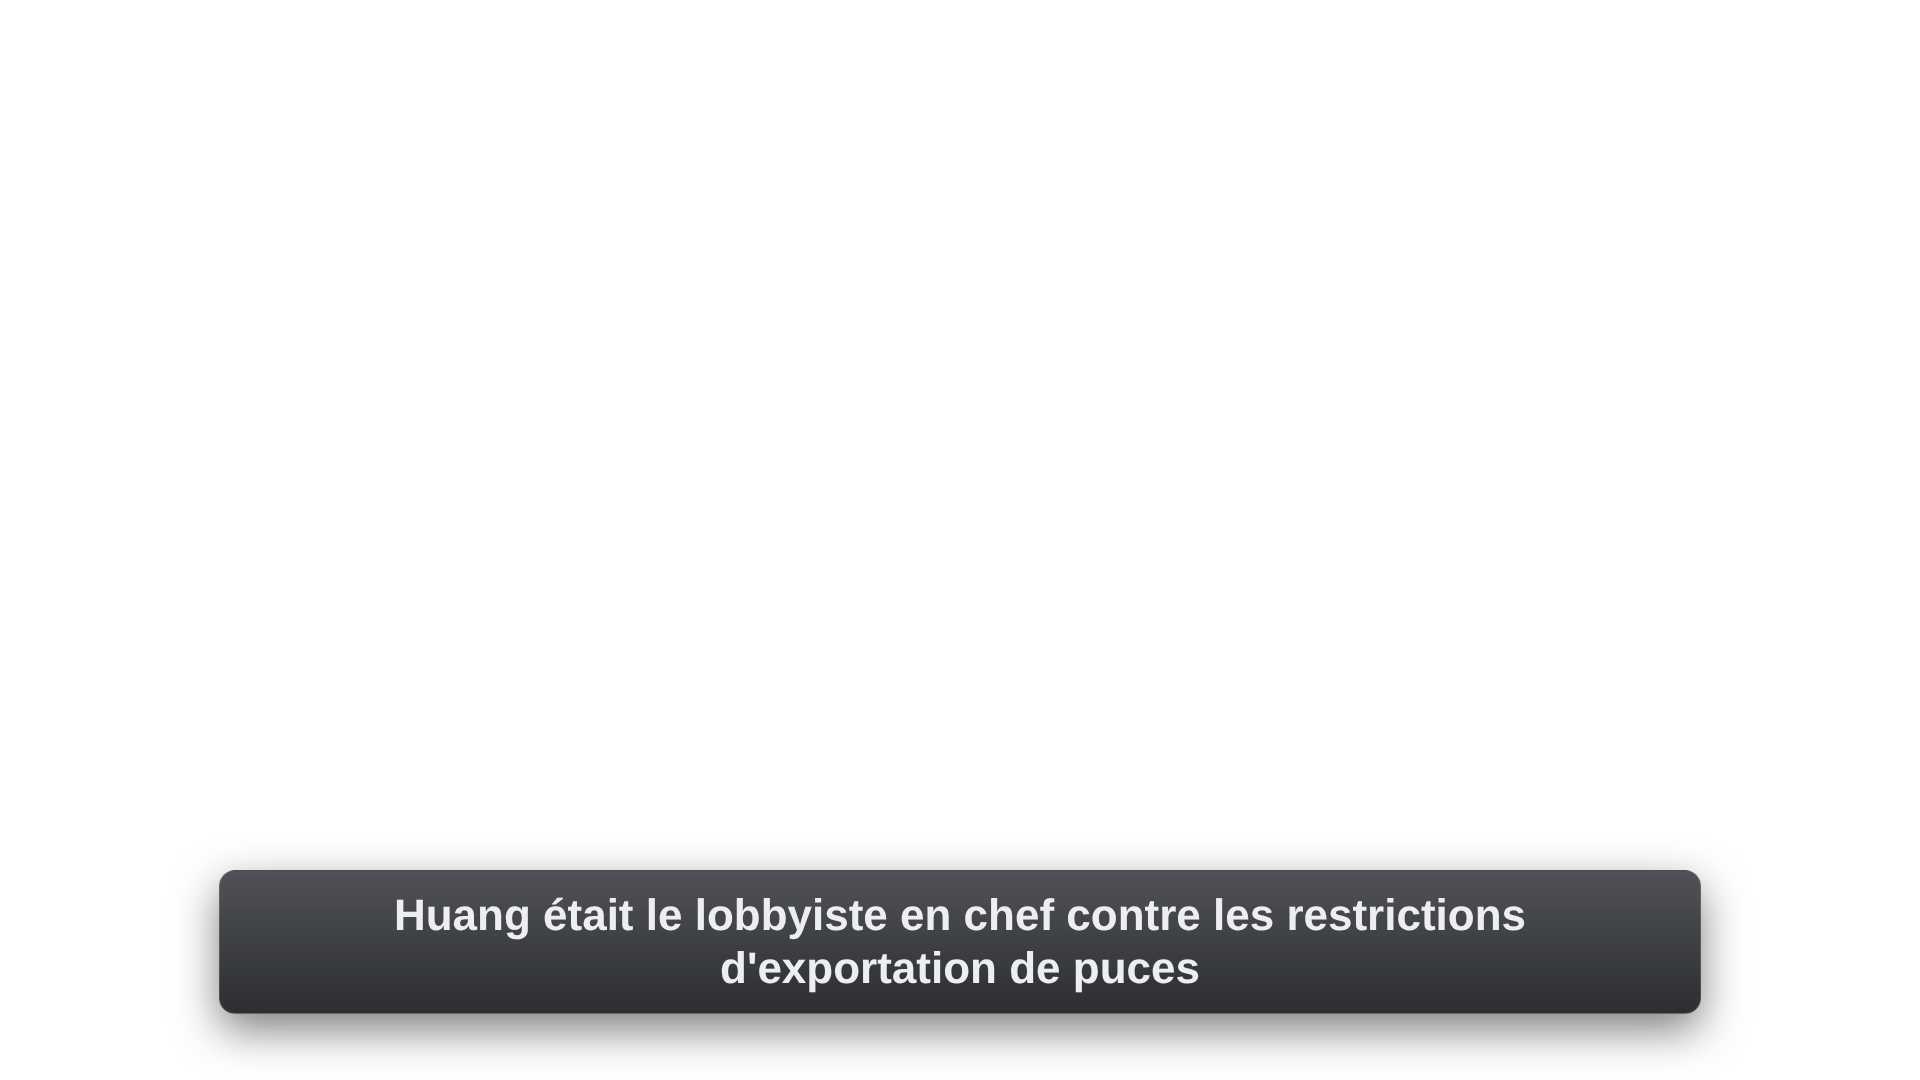 Huang était le lobbyiste en chef contre les restrictions
d'exportation de puces